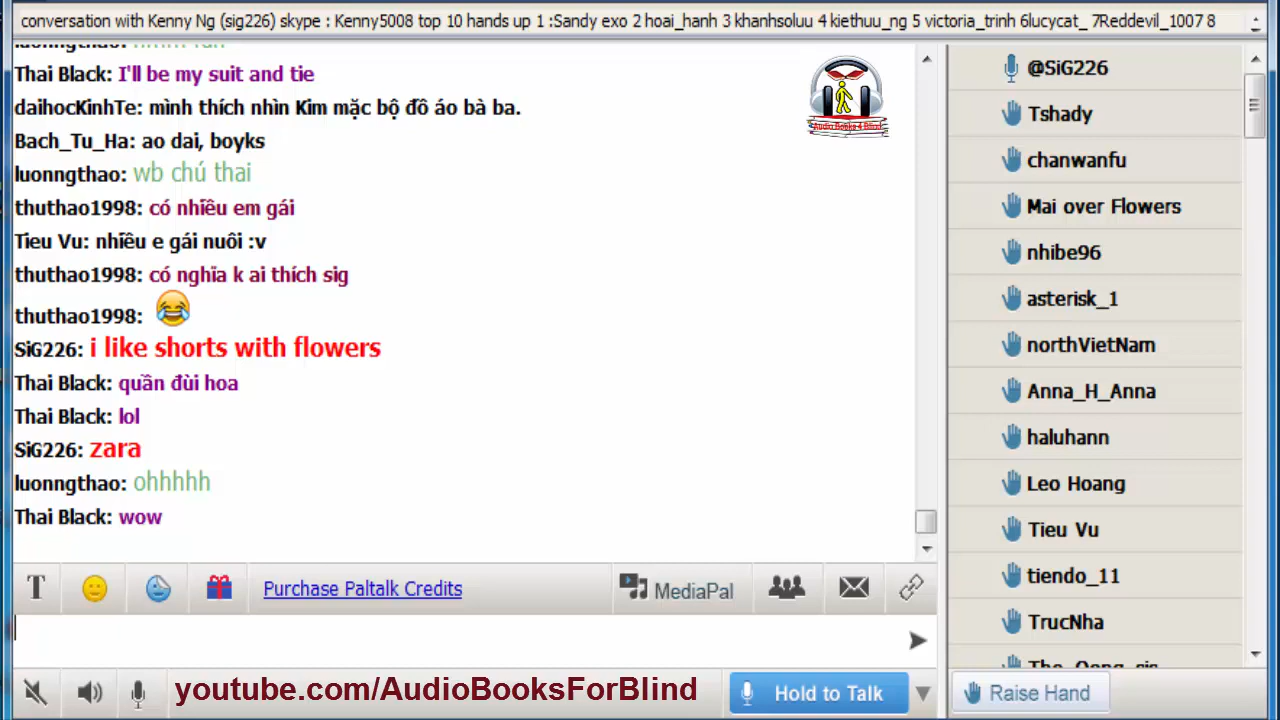 conversation with Kenny Ng (sig226) skype : Kenny5008 top 10 hands up 1 :Sandy exo 2 hoai_hanh 3 khanhsoluu 4 kiethuu_ng 5 victoria_trinh 6lucycat_ 7Reddevil_1007 8
Thai Black: I'll be my suit and tie
daihocKinhTe: mình thích nhìn Kim mặc bộ đồ áo bà ba.
Bach_Tu_Ha: ao dai, boyks
luonngthao: wb chú thai
thuthao1998: có nhiều em gái
Tieu Vu: nhiều e gái nuôi :v
thuthao1998: có nghĩa k ai thích sig
thuthao1998:
SiG226: i like shorts with flowers
Thai Black: quần đùi hoa
Thai Black: lol
SiG226: zara
luonngthao: ohhhhh
Thai Black: wow
Audio Books 4 Blind
@SiG226
Tshady
chanwanfu
Mai over Flowers
nhibe96
asterisk_1
northVietNam
Anna_H_Anna
haluhann
Leo Hoang
Tieu Vu
tiendo_11
TrucNha
T Purchase Paltalk Credits MediaPal
youtube.com/AudioBooksForBlind
Hold to Talk
Raise Hand